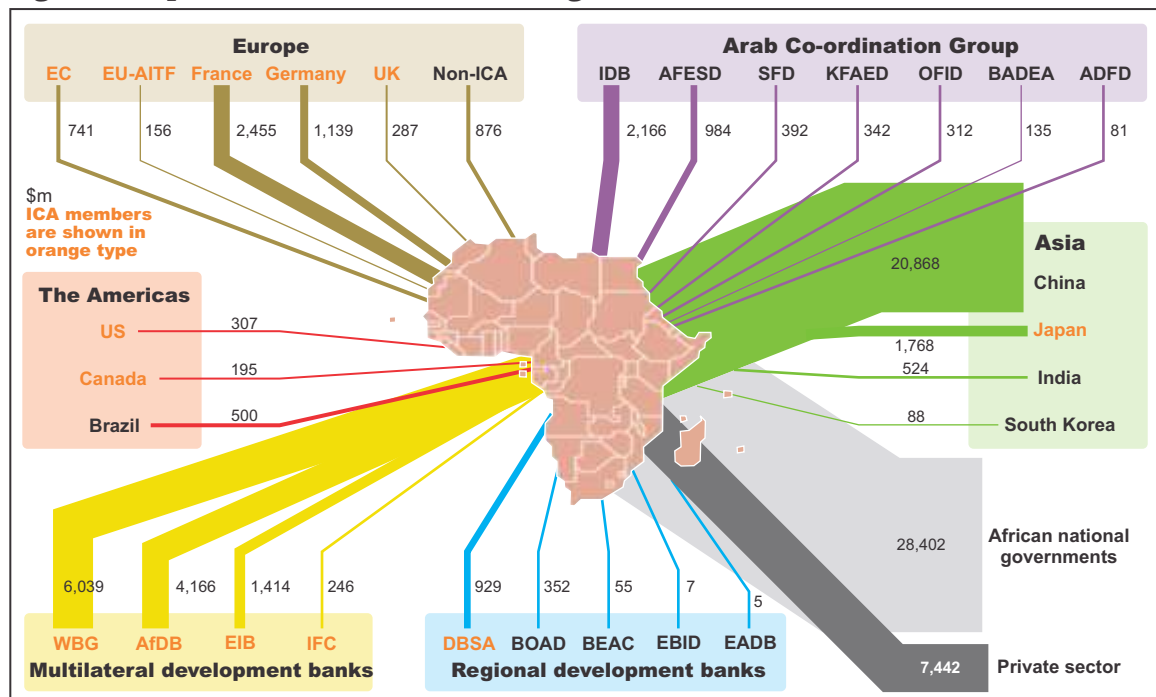 Europe
EC EU-AITF France Germany UK Non-ICA
741 156 2,455 1,139 287 876
Arab Co-ordination Group
IDB AFESD SFD KFAED OFID BADEA ADFD
2,166 984 392 342 312 135 81
$m
ICA members
are shown in
orange type
The Americas
US 307
Canada 195
Brazil 500
Asia
20,868 China
Japan 1,768
524 India
88 South Korea
28,402 African national
governments
7,442 Private sector
6,039 4,166 1,414 246
WBG AfDB EIB IFC
Multilateral development banks
929 352 55 7 5
DBSA BOAD BEAC EBID EADB
Regional development banks